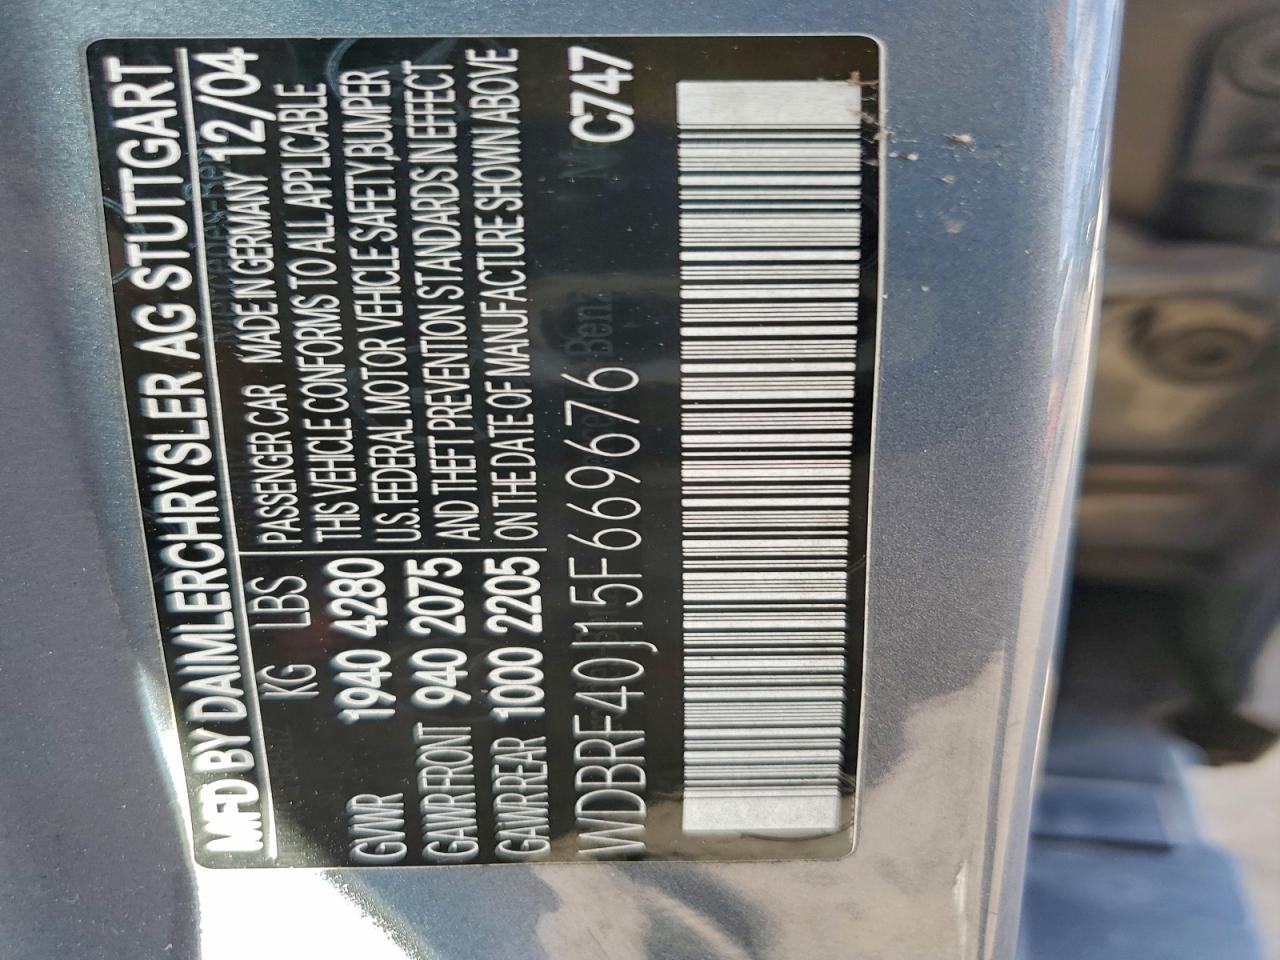 MFD BY DAIMLERCHRYSLER AG STUTTGART
KG LBS PASSENGER CAR MADE IN GERMANY 12/04
THIS VEHICLE CONFORMS TO ALL APPLICABLE
GVWR 1940 4280 U.S. FEDERAL MOTOR VEHICLE SAFETY,BUMPER
GAWR FRONT 940 2075 AND THEFT PREVENTION STANDARDS IN EFFECT
GAWR REAR 1000 2205 ON THE DATE OF MANUFACTURE SHOWN ABOVE
WDBRF40J15F669676 C747